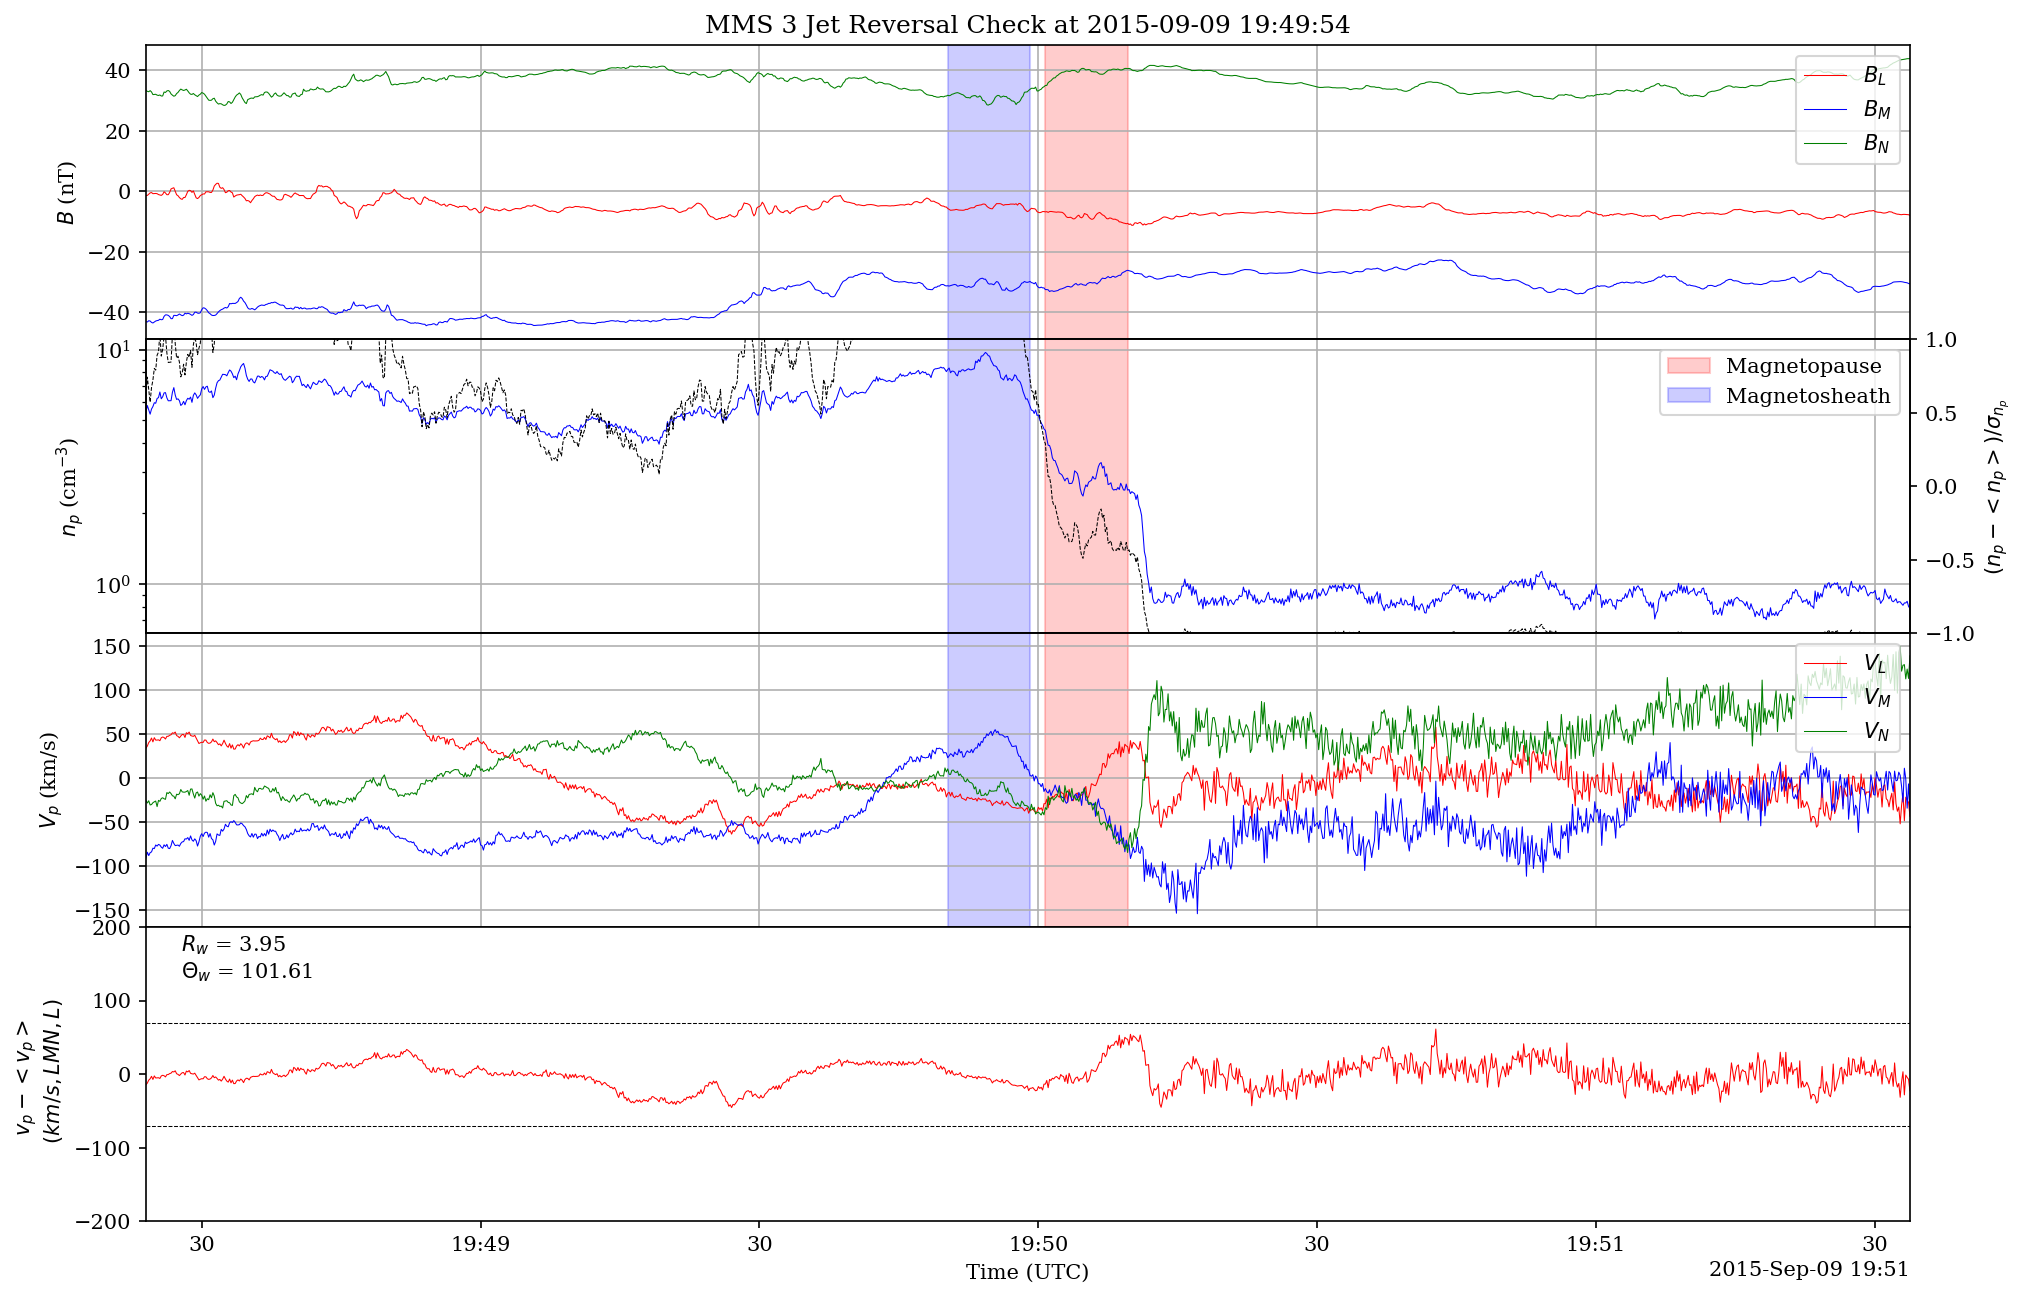 MMS 3 Jet Reversal Check at 2015-09-09 19:49:54
40
20
0
−20
−40
B (nT)
B_L
B_M
B_N
10^1
10^0
n_p (cm^{−3})
1.0
0.5
0.0
−0.5
−1.0
(n_p − < n_p >)/σ_{n_p}
Magnetopause
Magnetosheath
150
100
50
0
−50
−100
−150
V_p (km/s)
V_L
V_M
V_N
200
100
0
−100
−200
v_p − < v_p >
(km/s, LMN, L)
R_w = 3.95
Θ_w = 101.61
30
19:49
30
19:50
30
19:51
30
Time (UTC)
2015-Sep-09 19:51